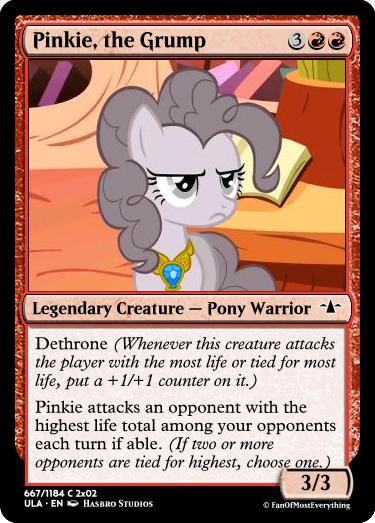 Pinkie, the Grump 3
Legendary Creature — Pony Warrior
Dethrone (Whenever this creature attacks
the player with the most life or tied for most
life, put a +1/+1 counter on it.)
Pinkie attacks an opponent with the
highest life total among your opponents
each turn if able. (If two or more
opponents are tied for highest, choose one.)
3/3
667/1184 C 2x02
ULA • EN Hasbro Studios
© FanOfMostEverything